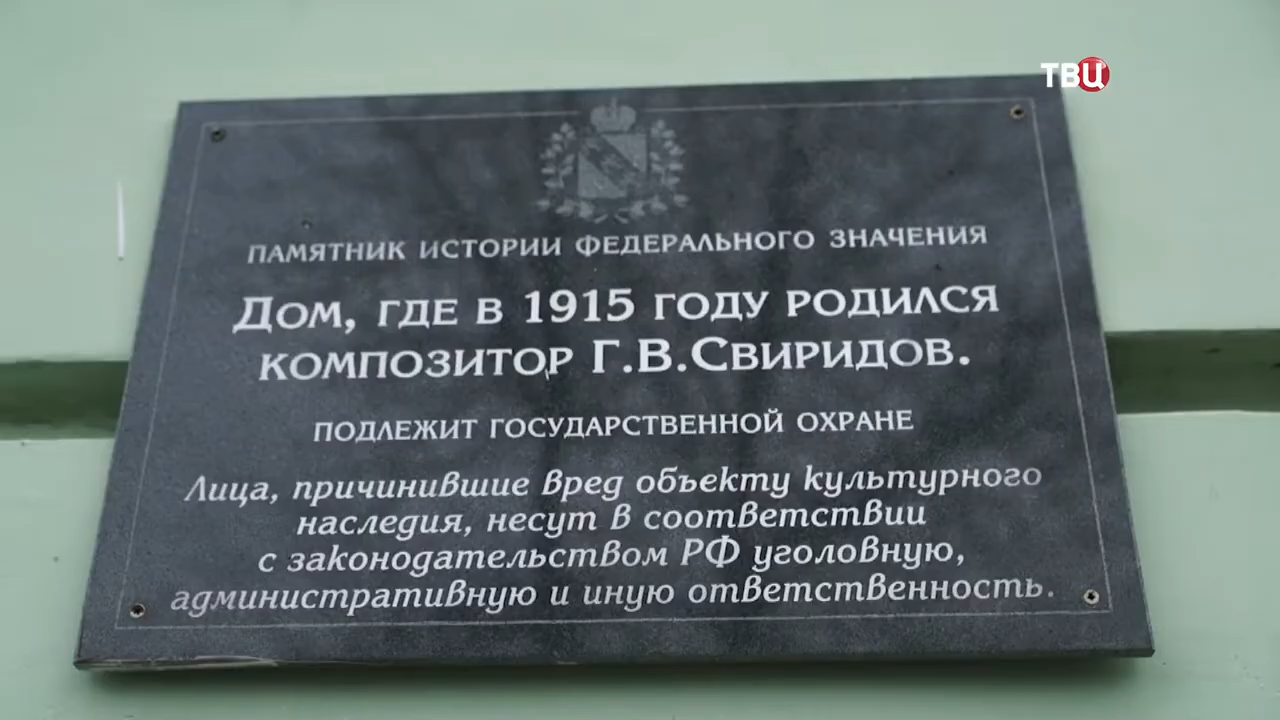 ТВЦ
ПАМЯТНИК ИСТОРИИ ФЕДЕРАЛЬНОГО ЗНАЧЕНИЯ
Дом, где в 1915 году родился
композитор Г.В.Свиридов.
ПОДЛЕЖИТ ГОСУДАРСТВЕННОЙ ОХРАНЕ
Лица, причинившие вред объекту культурного
наследия, несут в соответствии
с законодательством РФ уголовную,
административную и иную ответственность.